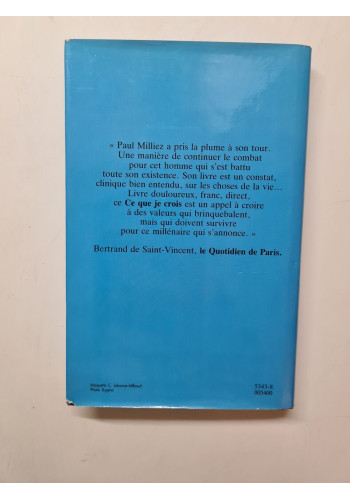 « Paul Milliez a pris la plume à son tour.
Une manière de continuer le combat
pour cet homme qui s'est battu
toute son existence. Son livre est un constat,
clinique bien entendu, sur les choses de la vie...
Livre douloureux, franc, direct,
ce Ce que je crois est un appel à croire
à des valeurs qui brinquebalent,
mais qui doivent survivre
pour ce millénaire qui s'annonce. »
Bertrand de Saint-Vincent, le Quotidien de Paris.